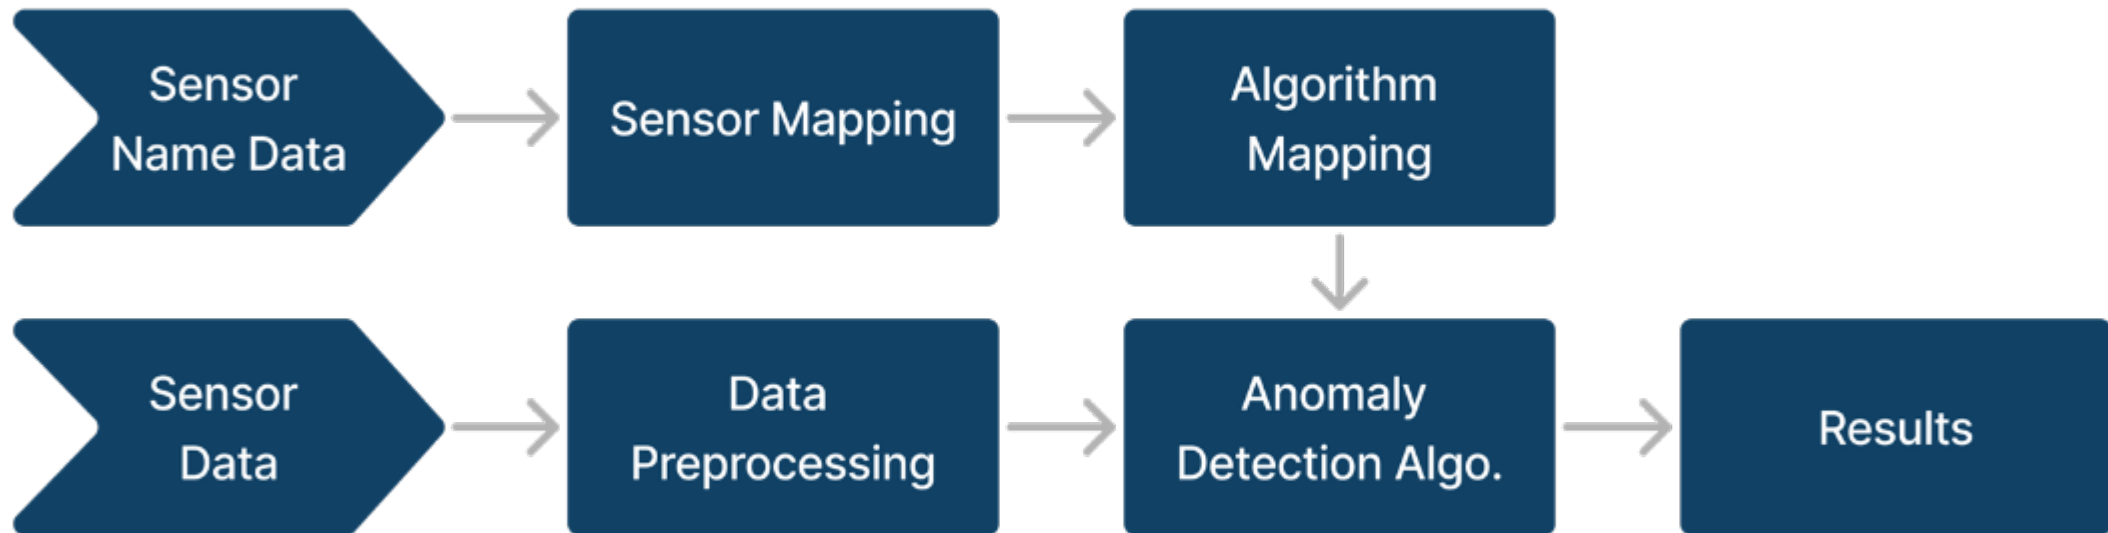 Sensor
Name Data
Sensor Mapping
Algorithm
Mapping
Sensor
Data
Data
Preprocessing
Anomaly
Detection Algo.
Results